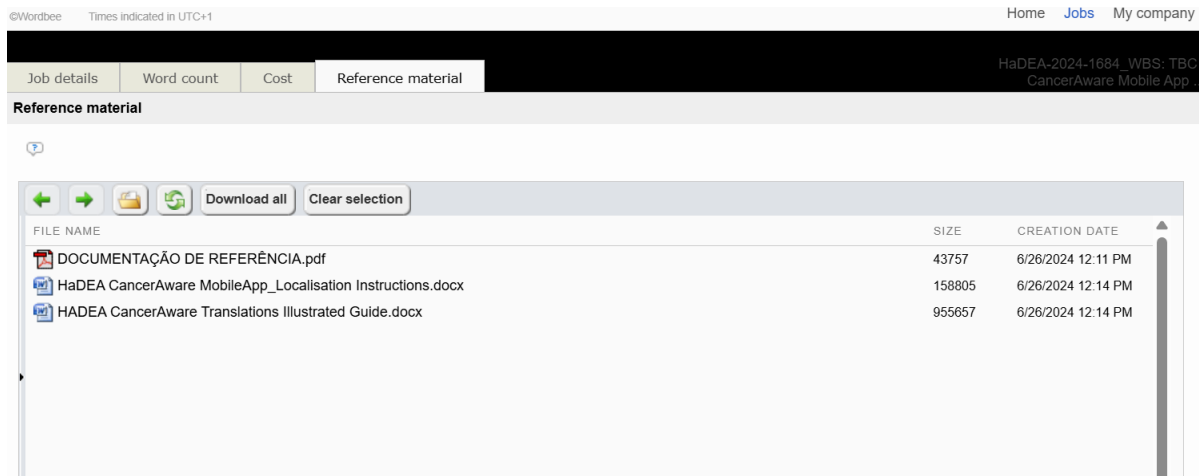 ©Wordbee Times indicated in UTC+1 Home Jobs My company
HaDEA-2024-1684_WBS: TBC
CancerAware Mobile App ..
Job details Word count Cost Reference material
Reference material
?
Download all Clear selection
FILE NAME SIZE CREATION DATE
DOCUMENTAÇÃO DE REFERÊNCIA.pdf 43757 6/26/2024 12:11 PM
HaDEA CancerAware MobileApp_Localisation Instructions.docx 158805 6/26/2024 12:14 PM
HADEA CancerAware Translations Illustrated Guide.docx 955657 6/26/2024 12:14 PM